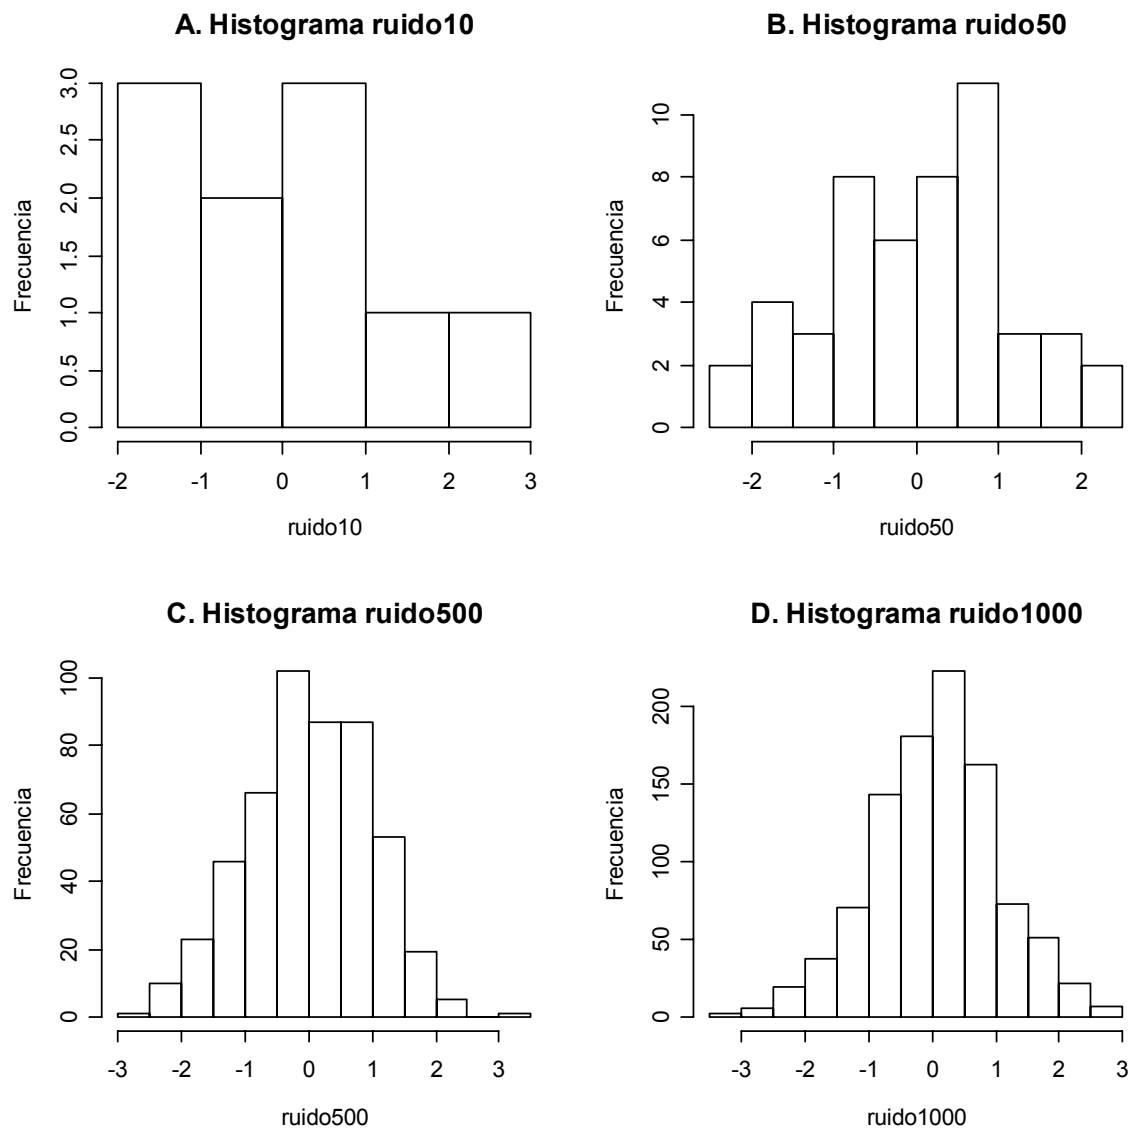 A. Histograma ruido10
Frecuencia
0.0 0.5 1.0 1.5 2.0 2.5 3.0
-2 -1 0 1 2 3
ruido10
B. Histograma ruido50
Frecuencia
0 2 4 6 8 10
-2 -1 0 1 2
ruido50
C. Histograma ruido500
Frecuencia
0 20 40 60 80 100
-3 -2 -1 0 1 2 3
ruido500
D. Histograma ruido1000
Frecuencia
0 50 100 150 200
-3 -2 -1 0 1 2 3
ruido1000